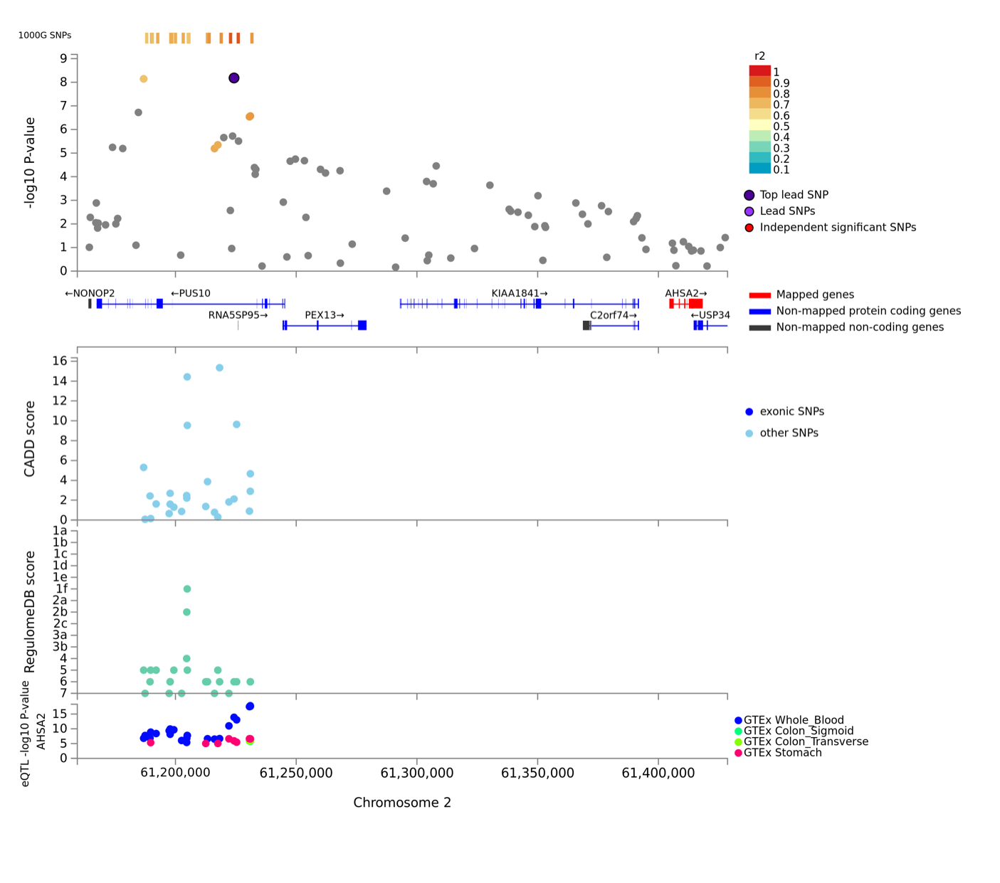 1000G SNPs
9
8
7
6
5
4
3
2
1
0
-log10 P-value
r2
1
0.9
0.8
0.7
0.6
0.5
0.4
0.3
0.2
0.1
Top lead SNP
Lead SNPs
Independent significant SNPs
←NONOP2
←PUS10
KIAA1841→
AHSA2→
RNA5SP95→
PEX13→
C2orf74→
←USP34
Mapped genes
Non-mapped protein coding genes
Non-mapped non-coding genes
16
14
12
10
8
6
4
2
0
CADD score
exonic SNPs
other SNPs
1a
1b
1c
1d
1e
1f
2a
2b
2c
3a
3b
4
5
6
7
RegulomeDB score
15
10
5
0
eQTL -log10 P-value
AHSA2
GTEx Whole_Blood
GTEx Colon_Sigmoid
GTEx Colon_Transverse
GTEx Stomach
61,200,000
61,250,000
61,300,000
61,350,000
61,400,000
Chromosome 2